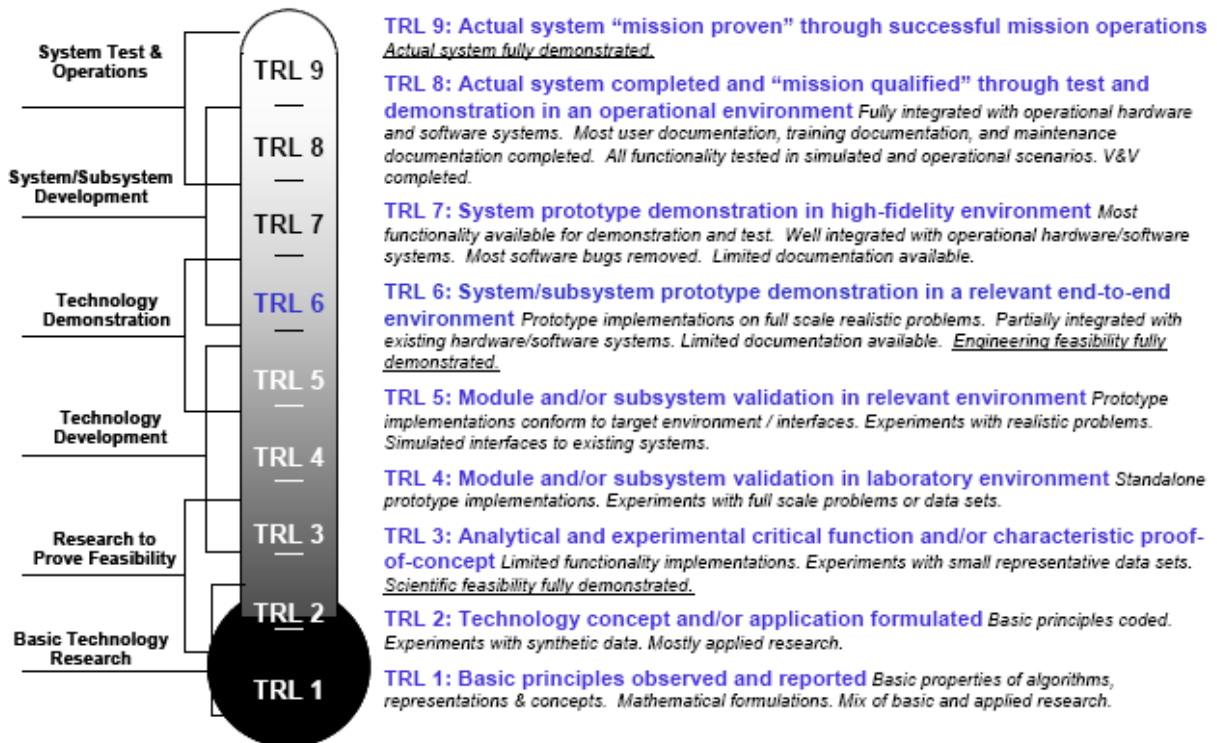 System Test &
Operations
System/Subsystem
Development
Technology
Demonstration
Technology
Development
Research to
Prove Feasibility
Basic Technology
Research
TRL 9
TRL 8
TRL 7
TRL 6
TRL 5
TRL 4
TRL 3
TRL 2
TRL 1
TRL 9: Actual system “mission proven” through successful mission operations
Actual system fully demonstrated.
TRL 8: Actual system completed and “mission qualified” through test and
demonstration in an operational environment Fully integrated with operational hardware
and software systems. Most user documentation, training documentation, and maintenance
documentation completed. All functionality tested in simulated and operational scenarios. V&V
completed.
TRL 7: System prototype demonstration in high-fidelity environment Most
functionality available for demonstration and test. Well integrated with operational hardware/software
systems. Most software bugs removed. Limited documentation available.
TRL 6: System/subsystem prototype demonstration in a relevant end-to-end
environment Prototype implementations on full scale realistic problems. Partially integrated with
existing hardware/software systems. Limited documentation available. Engineering feasibility fully
demonstrated.
TRL 5: Module and/or subsystem validation in relevant environment Prototype
implementations conform to target environment / interfaces. Experiments with realistic problems.
Simulated interfaces to existing systems.
TRL 4: Module and/or subsystem validation in laboratory environment Standalone
prototype implementations. Experiments with full scale problems or data sets.
TRL 3: Analytical and experimental critical function and/or characteristic proof-
of-concept Limited functionality implementations. Experiments with small representative data sets.
Scientific feasibility fully demonstrated.
TRL 2: Technology concept and/or application formulated Basic principles coded.
Experiments with synthetic data. Mostly applied research.
TRL 1: Basic principles observed and reported Basic properties of algorithms,
representations & concepts. Mathematical formulations. Mix of basic and applied research.